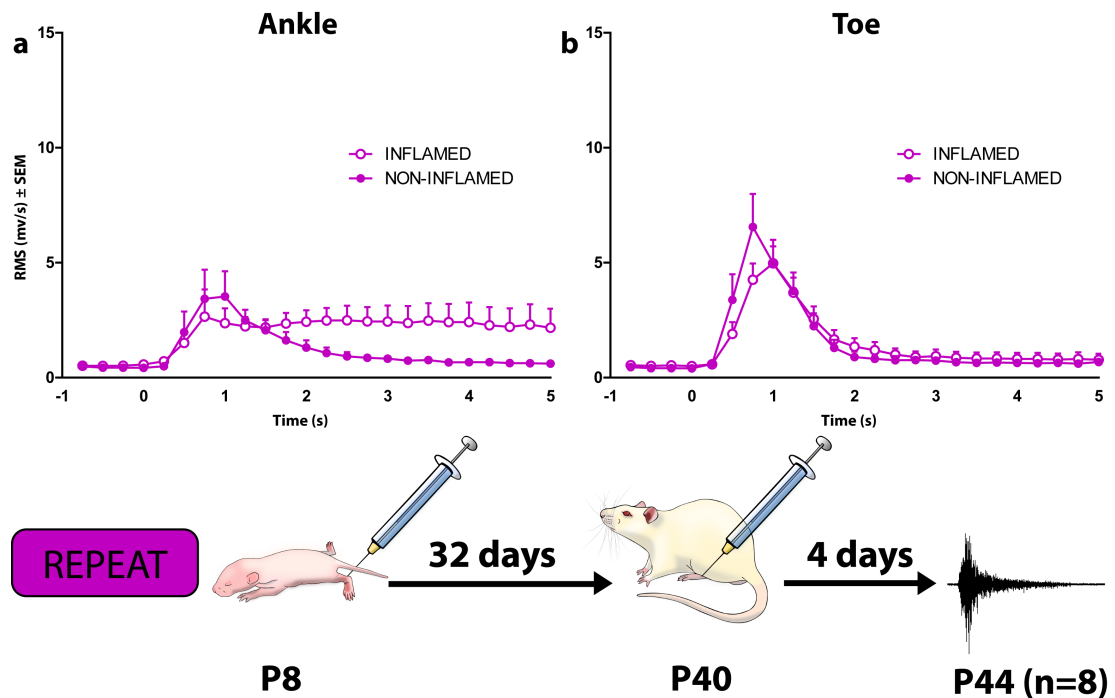 a
Ankle
15
10
5
0
RMS (mv/s) ± SEM
INFLAMED
NON-INFLAMED
-1 0 1 2 3 4 5
Time (s)
b
Toe
15
10
5
0
INFLAMED
NON-INFLAMED
-1 0 1 2 3 4 5
Time (s)
REPEAT
32 days
4 days
P8
P40
P44 (n=8)